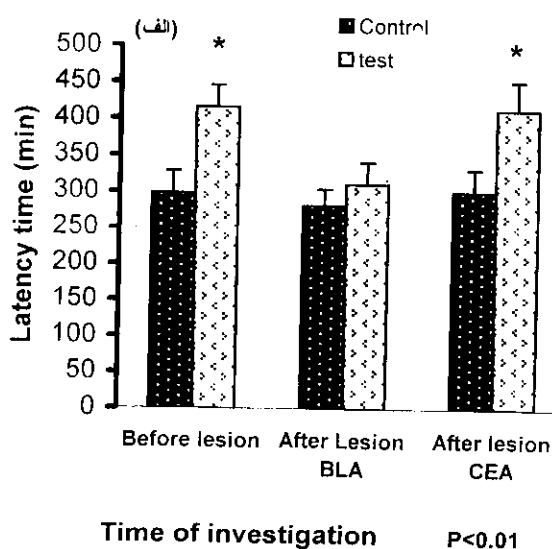 (الف)
* Control
test *
Latency time (min)
500
450
400
350
300
250
200
150
100
50
0
Before lesion After Lesion After lesion
BLA CEA
Time of investigation P<0.01